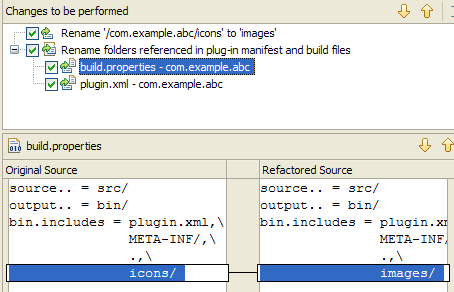 Changes to be performed
Rename '/com.example.abc/icons' to 'images'
Rename folders referenced in plug-in manifest and build files
build.properties - com.example.abc
plugin.xml - com.example.abc
build.properties
Original Source
Refactored Source
source.. = src/
output.. = bin/
bin.includes = plugin.xml,\
META-INF/,\
.,\
icons/
source.. = src/
output.. = bin/
bin.includes = plugin.xm
META-INF/
.,\
images/